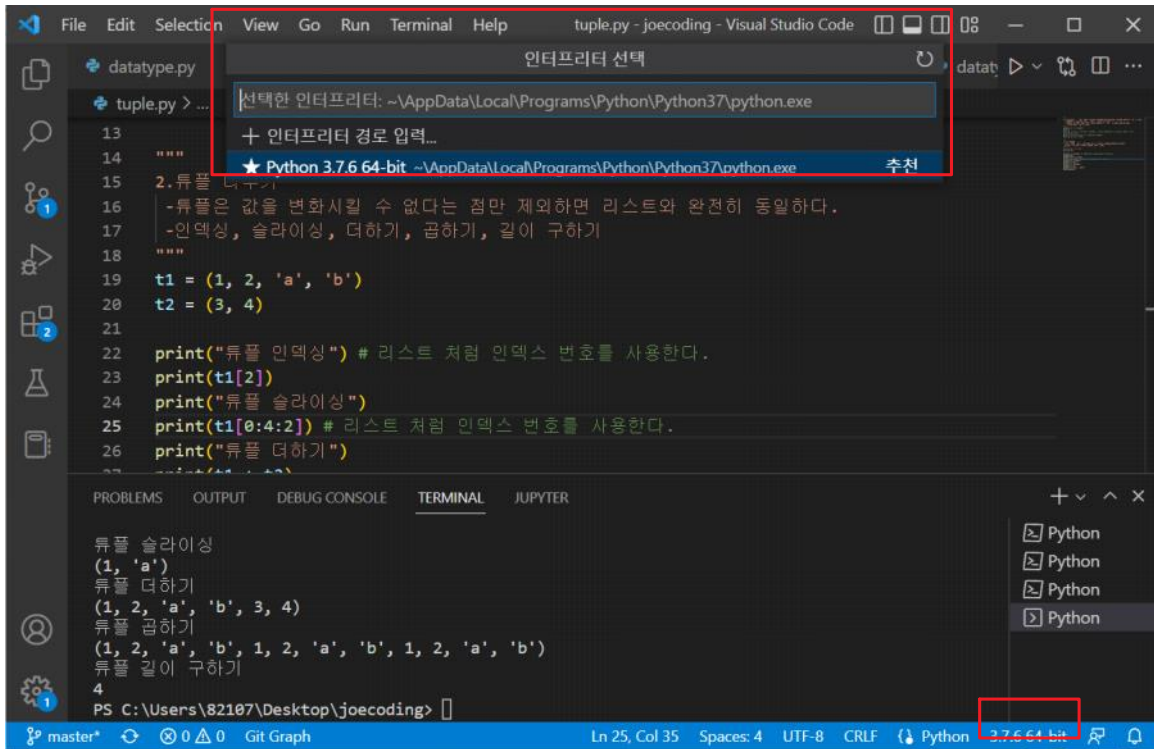 File Edit Selection View Go Run Terminal Help tuple.py - joecoding - Visual Studio Code
인터프리터 선택
datatype.py
선택한 인터프리터: ~\AppData\Local\Programs\Python\Python37\python.exe
tuple.py > ...
+ 인터프리터 경로 입력...
★ Python 3.7.6 64-bit ~\AppData\Local\Programs\Python\Python37\python.exe 추천
13
14 """
15 2.튜플
16 -튜플은 값을 변화시킬 수 없다는 점만 제외하면 리스트와 완전히 동일하다.
17 -인덱싱, 슬라이싱, 더하기, 곱하기, 길이 구하기
18 """
19 t1 = (1, 2, 'a', 'b')
20 t2 = (3, 4)
21
22 print("튜플 인덱싱") # 리스트 처럼 인덱스 번호를 사용한다.
23 print(t1[2])
24 print("튜플 슬라이싱")
25 print(t1[0:4:2]) # 리스트 처럼 인덱스 번호를 사용한다.
26 print("튜플 더하기")
PROBLEMS OUTPUT DEBUG CONSOLE TERMINAL JUPYTER
튜플 슬라이싱
(1, 'a')
튜플 더하기
(1, 2, 'a', 'b', 3, 4)
튜플 곱하기
(1, 2, 'a', 'b', 1, 2, 'a', 'b', 1, 2, 'a', 'b')
튜플 길이 구하기
4
PS C:\Users\82107\Desktop\joecoding>
Python
Python
Python
Python
master* 0 0 Git Graph Ln 25, Col 35 Spaces: 4 UTF-8 CRLF Python 3.7.6 64-bit